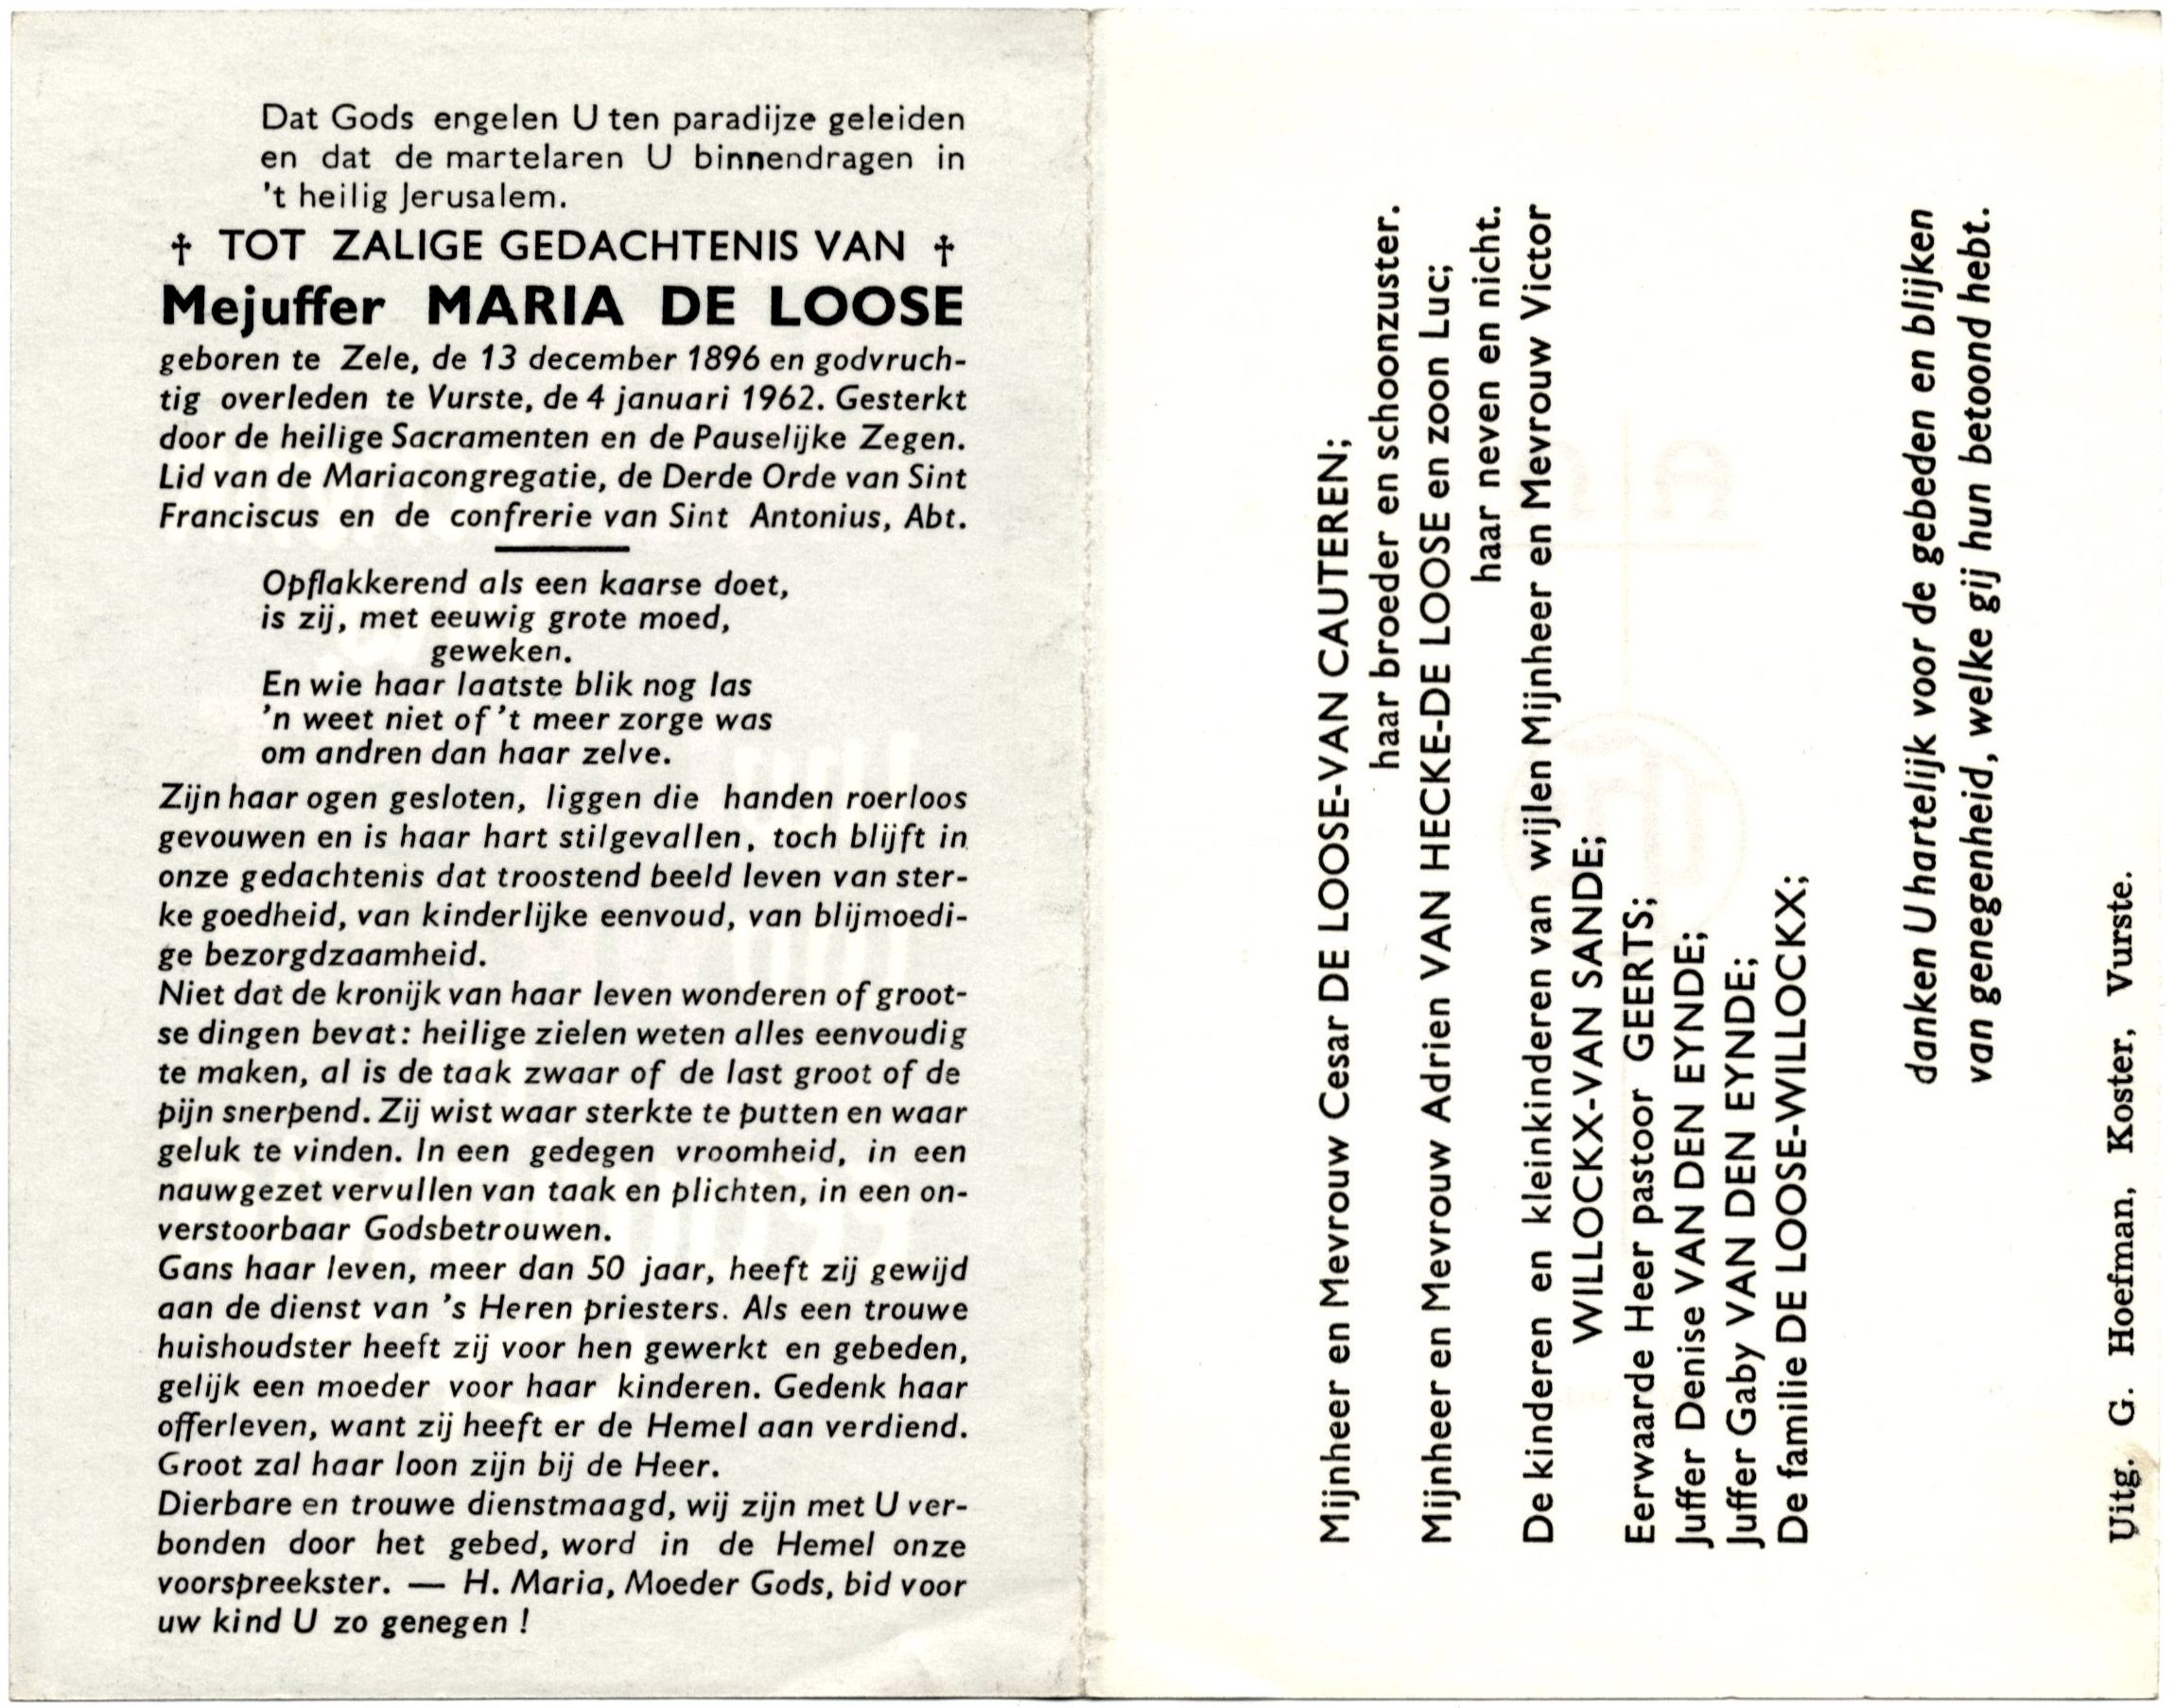 Dat Gods engelen U ten paradijze geleiden
en dat de martelaren U binnendragen in
't heilig Jerusalem.
✝ TOT ZALIGE GEDACHTENIS VAN ✝
Mejuffer MARIA DE LOOSE
geboren te Zele, de 13 december 1896 en godvruch-
tig overleden te Vurste, de 4 januari 1962. Gesterkt
door de heilige Sacramenten en de Pauselijke Zegen.
Lid van de Mariacongregatie, de Derde Orde van Sint
Franciscus en de confrerie van Sint Antonius, Abt.
Opflakkerend als een kaarse doet,
is zij, met eeuwig grote moed,
geweken.
En wie haar laatste blik nog las
'n weet niet of 't meer zorge was
om andren dan haar zelve.
Zijn haar ogen gesloten, liggen die handen roerloos
gevouwen en is haar hart stilgevallen, toch blijft in
onze gedachtenis dat troostend beeld leven van ster-
ke goedheid, van kinderlijke eenvoud, van blijmoedi-
ge bezorgdzaamheid.
Niet dat de kronijk van haar leven wonderen of groot-
se dingen bevat: heilige zielen weten alles eenvoudig
te maken, al is de taak zwaar of de last groot of de
pijn snerpend. Zij wist waar sterkte te putten en waar
geluk te vinden. In een gedegen vroomheid, in een
nauwgezet vervullen van taak en plichten, in een on-
verstoorbaar Godsbetrouwen.
Gans haar leven, meer dan 50 jaar, heeft zij gewijd
aan de dienst van 's Heren priesters. Als een trouwe
huishoudster heeft zij voor hen gewerkt en gebeden,
gelijk een moeder voor haar kinderen. Gedenk haar
offerleven, want zij heeft er de Hemel aan verdiend.
Groot zal haar loon zijn bij de Heer.
Dierbare en trouwe dienstmaagd, wij zijn met U ver-
bonden door het gebed, word in de Hemel onze
voorspreekster. — H. Maria, Moeder Gods, bid voor
uw kind U zo genegen !
Mijnheer en Mevrouw Cesar DE LOOSE-VAN CAUTEREN;
haar broeder en schoonzuster.
Mijnheer en Mevrouw Adrien VAN HECKE-DE LOOSE en zoon Luc;
haar neven en nicht.
De kinderen en kleinkinderen van wijlen Mijnheer en Mevrouw Victor
WILLOCKX-VAN SANDE;
Eerwaarde Heer pastoor GEERTS;
Juffer Denise VAN DEN EYNDE;
Juffer Gaby VAN DEN EYNDE;
De familie DE LOOSE-WILLOCKX;
danken U hartelijk voor de gebeden en blijken
van genegenheid, welke gij hun betoond hebt.
Uitg. G. Hoefman, Koster, Vurste.